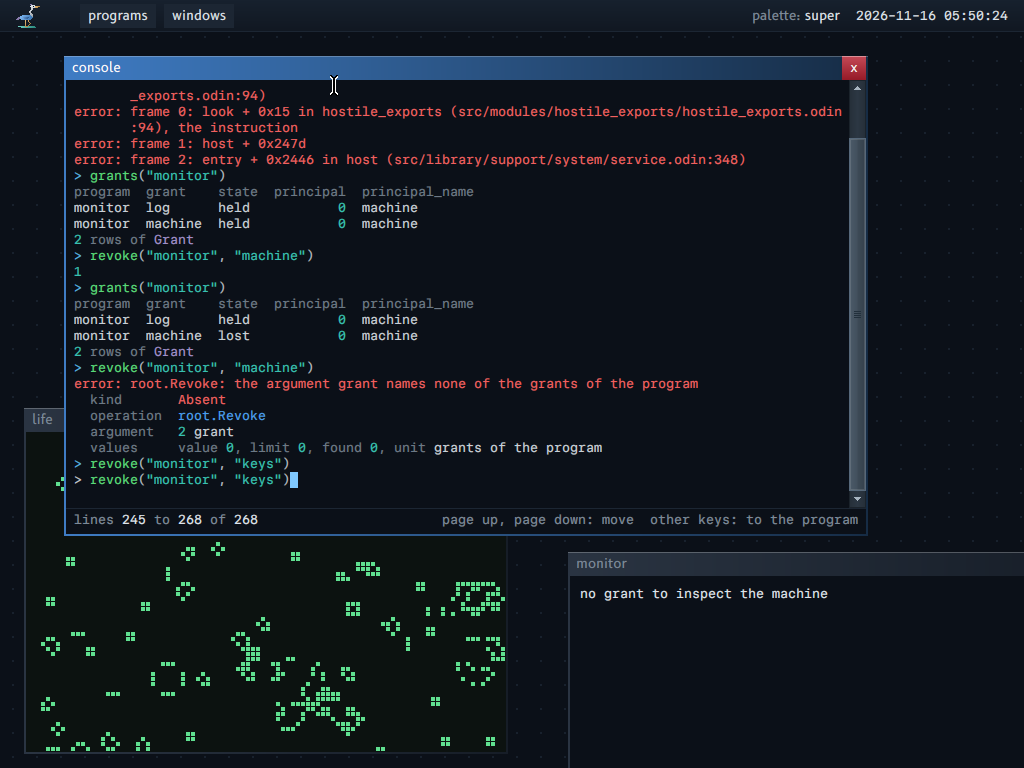 programs windows palette: super 2026-11-16 05:50:24
console x
_exports.odin:94)
error: frame 0: look + 0x15 in hostile_exports (src/modules/hostile_exports/hostile_exports.odin
:94), the instruction
error: frame 1: host + 0x247d
error: frame 2: entry + 0x2446 in host (src/library/support/system/service.odin:348)
> grants("monitor")
program grant state principal principal_name
monitor log held 0 machine
monitor machine held 0 machine
2 rows of Grant
> revoke("monitor", "machine")
1
> grants("monitor")
program grant state principal principal_name
monitor log held 0 machine
monitor machine lost 0 machine
2 rows of Grant
> revoke("monitor", "machine")
error: root.Revoke: the argument grant names none of the grants of the program
kind Absent
operation root.Revoke
argument 2 grant
values value 0, limit 0, found 0, unit grants of the program
> revoke("monitor", "keys")
> revoke("monitor", "keys")
lines 245 to 268 of 268 page up, page down: move other keys: to the program
life
monitor
no grant to inspect the machine